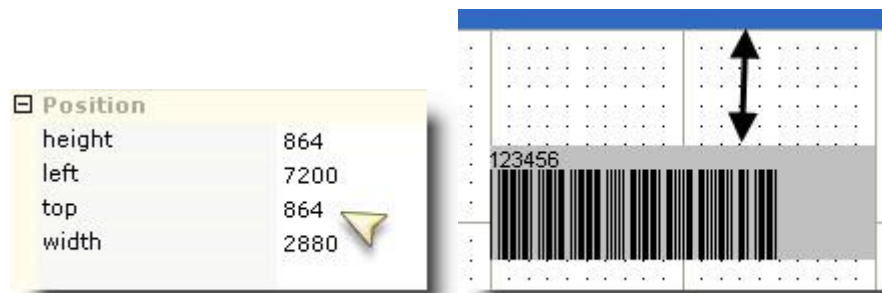 Position
height 864
left 7200
top 864
width 2880
123456